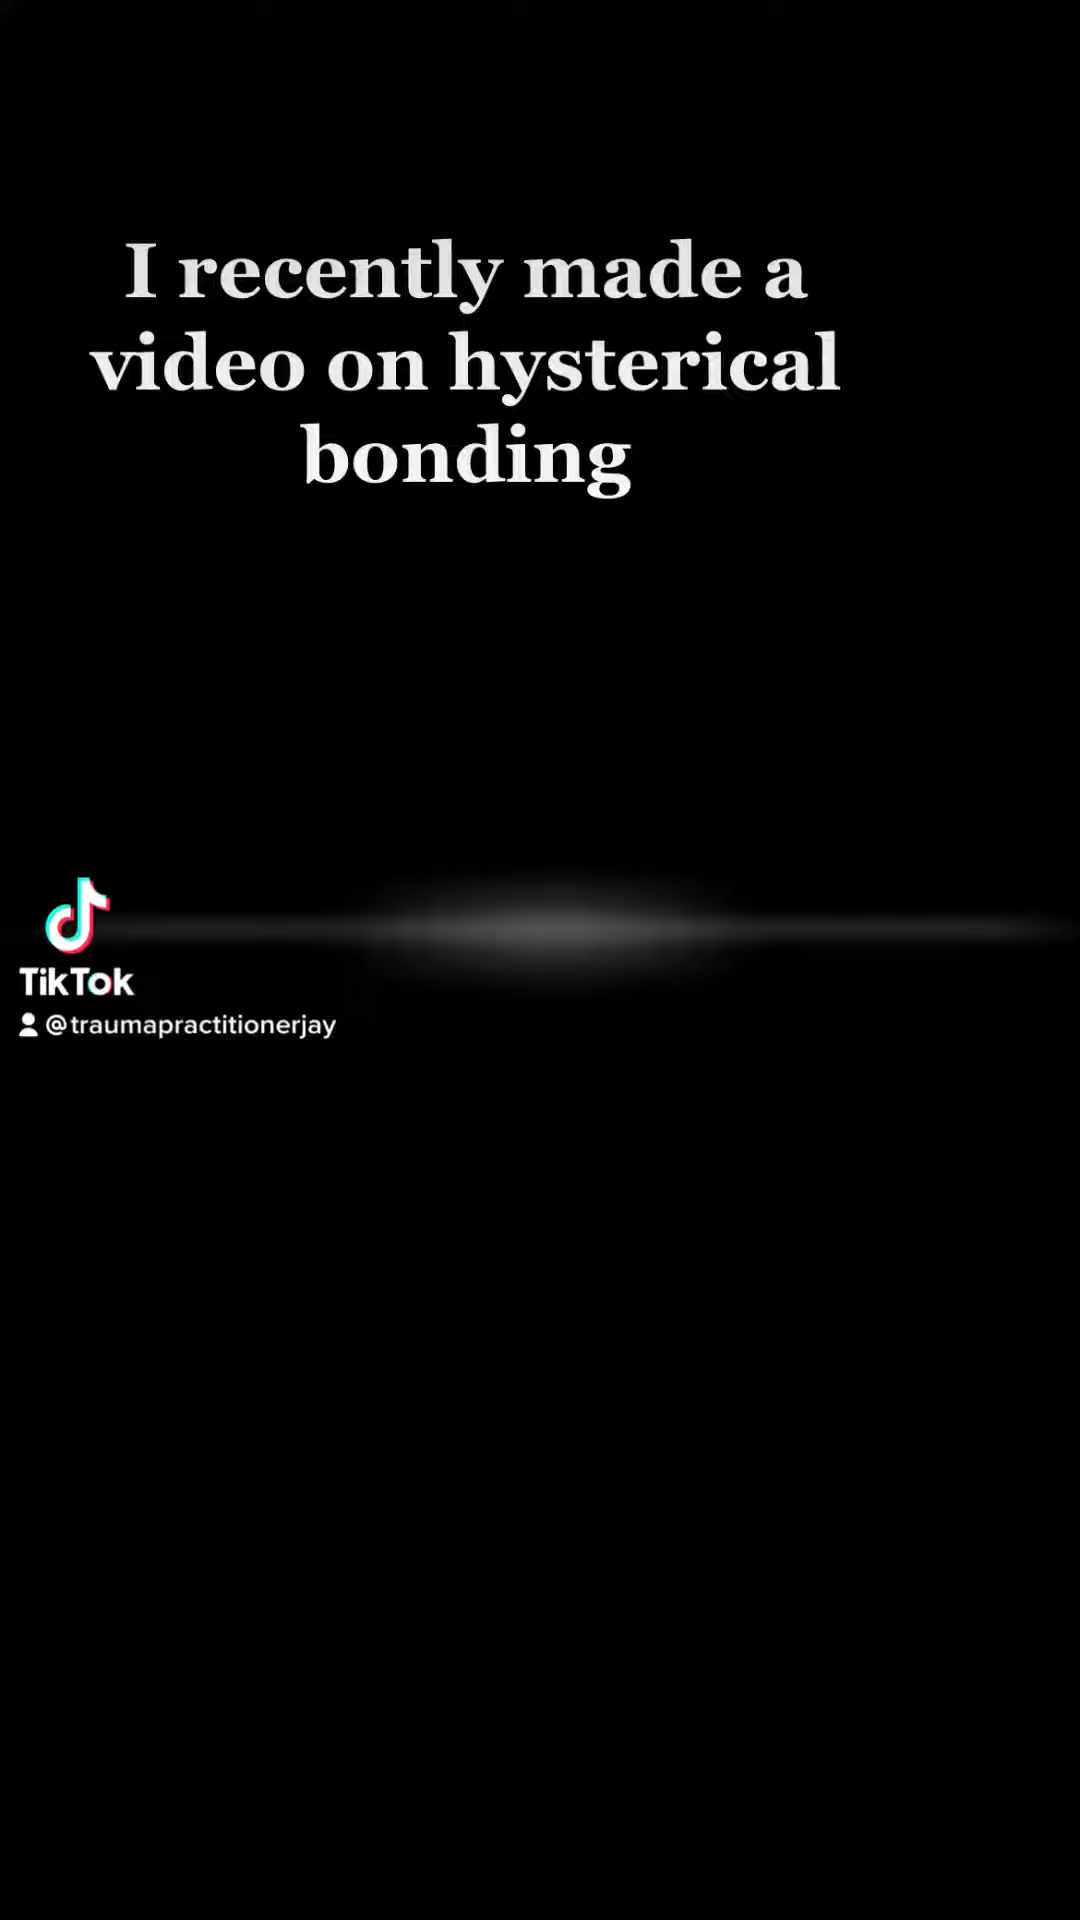 I recently made a
video on hysterical
bonding
TikTok
@traumapractitionerjay